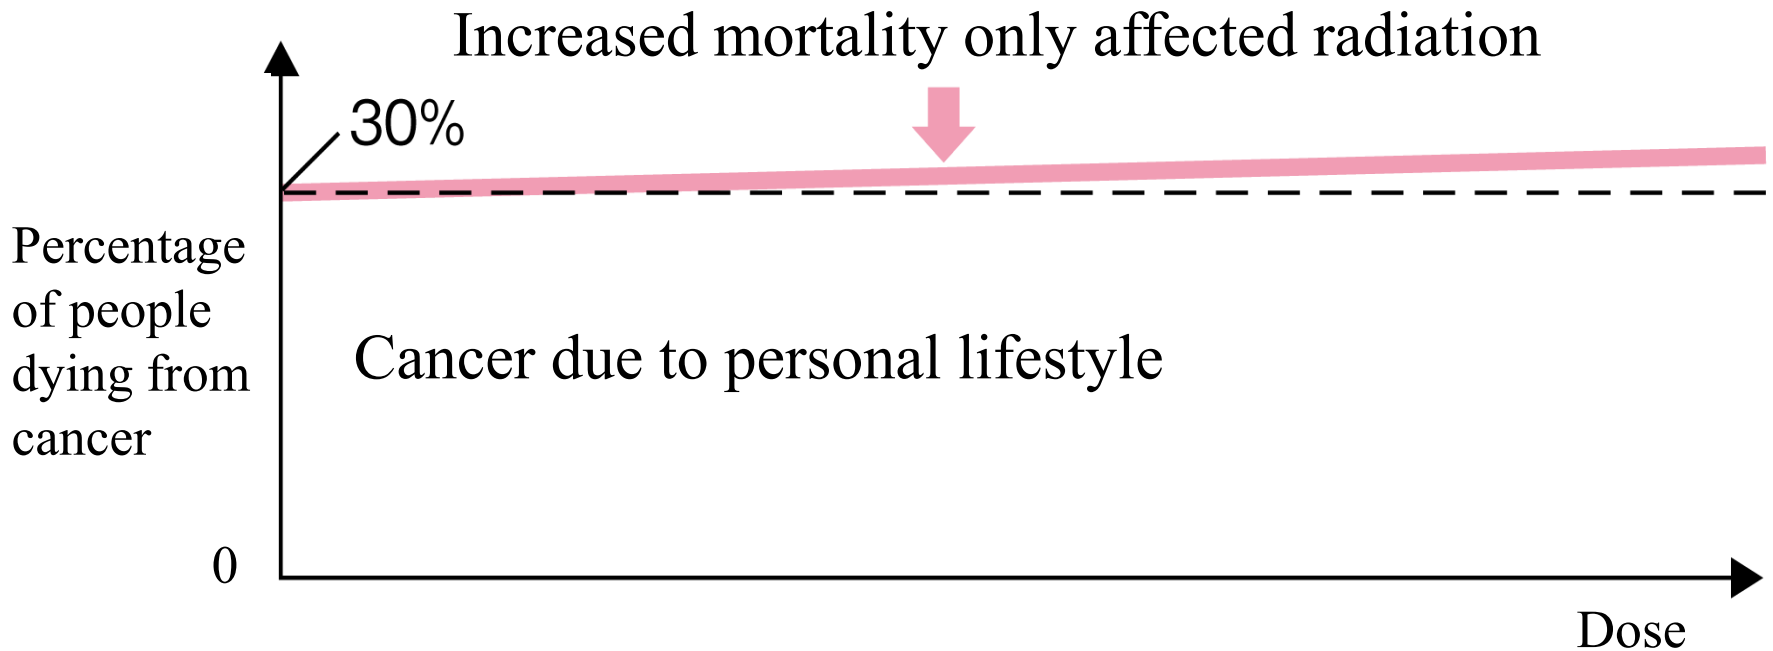 Increased mortality only affected radiation
30%
Percentage
of people
dying from
cancer
Cancer due to personal lifestyle
0
Dose